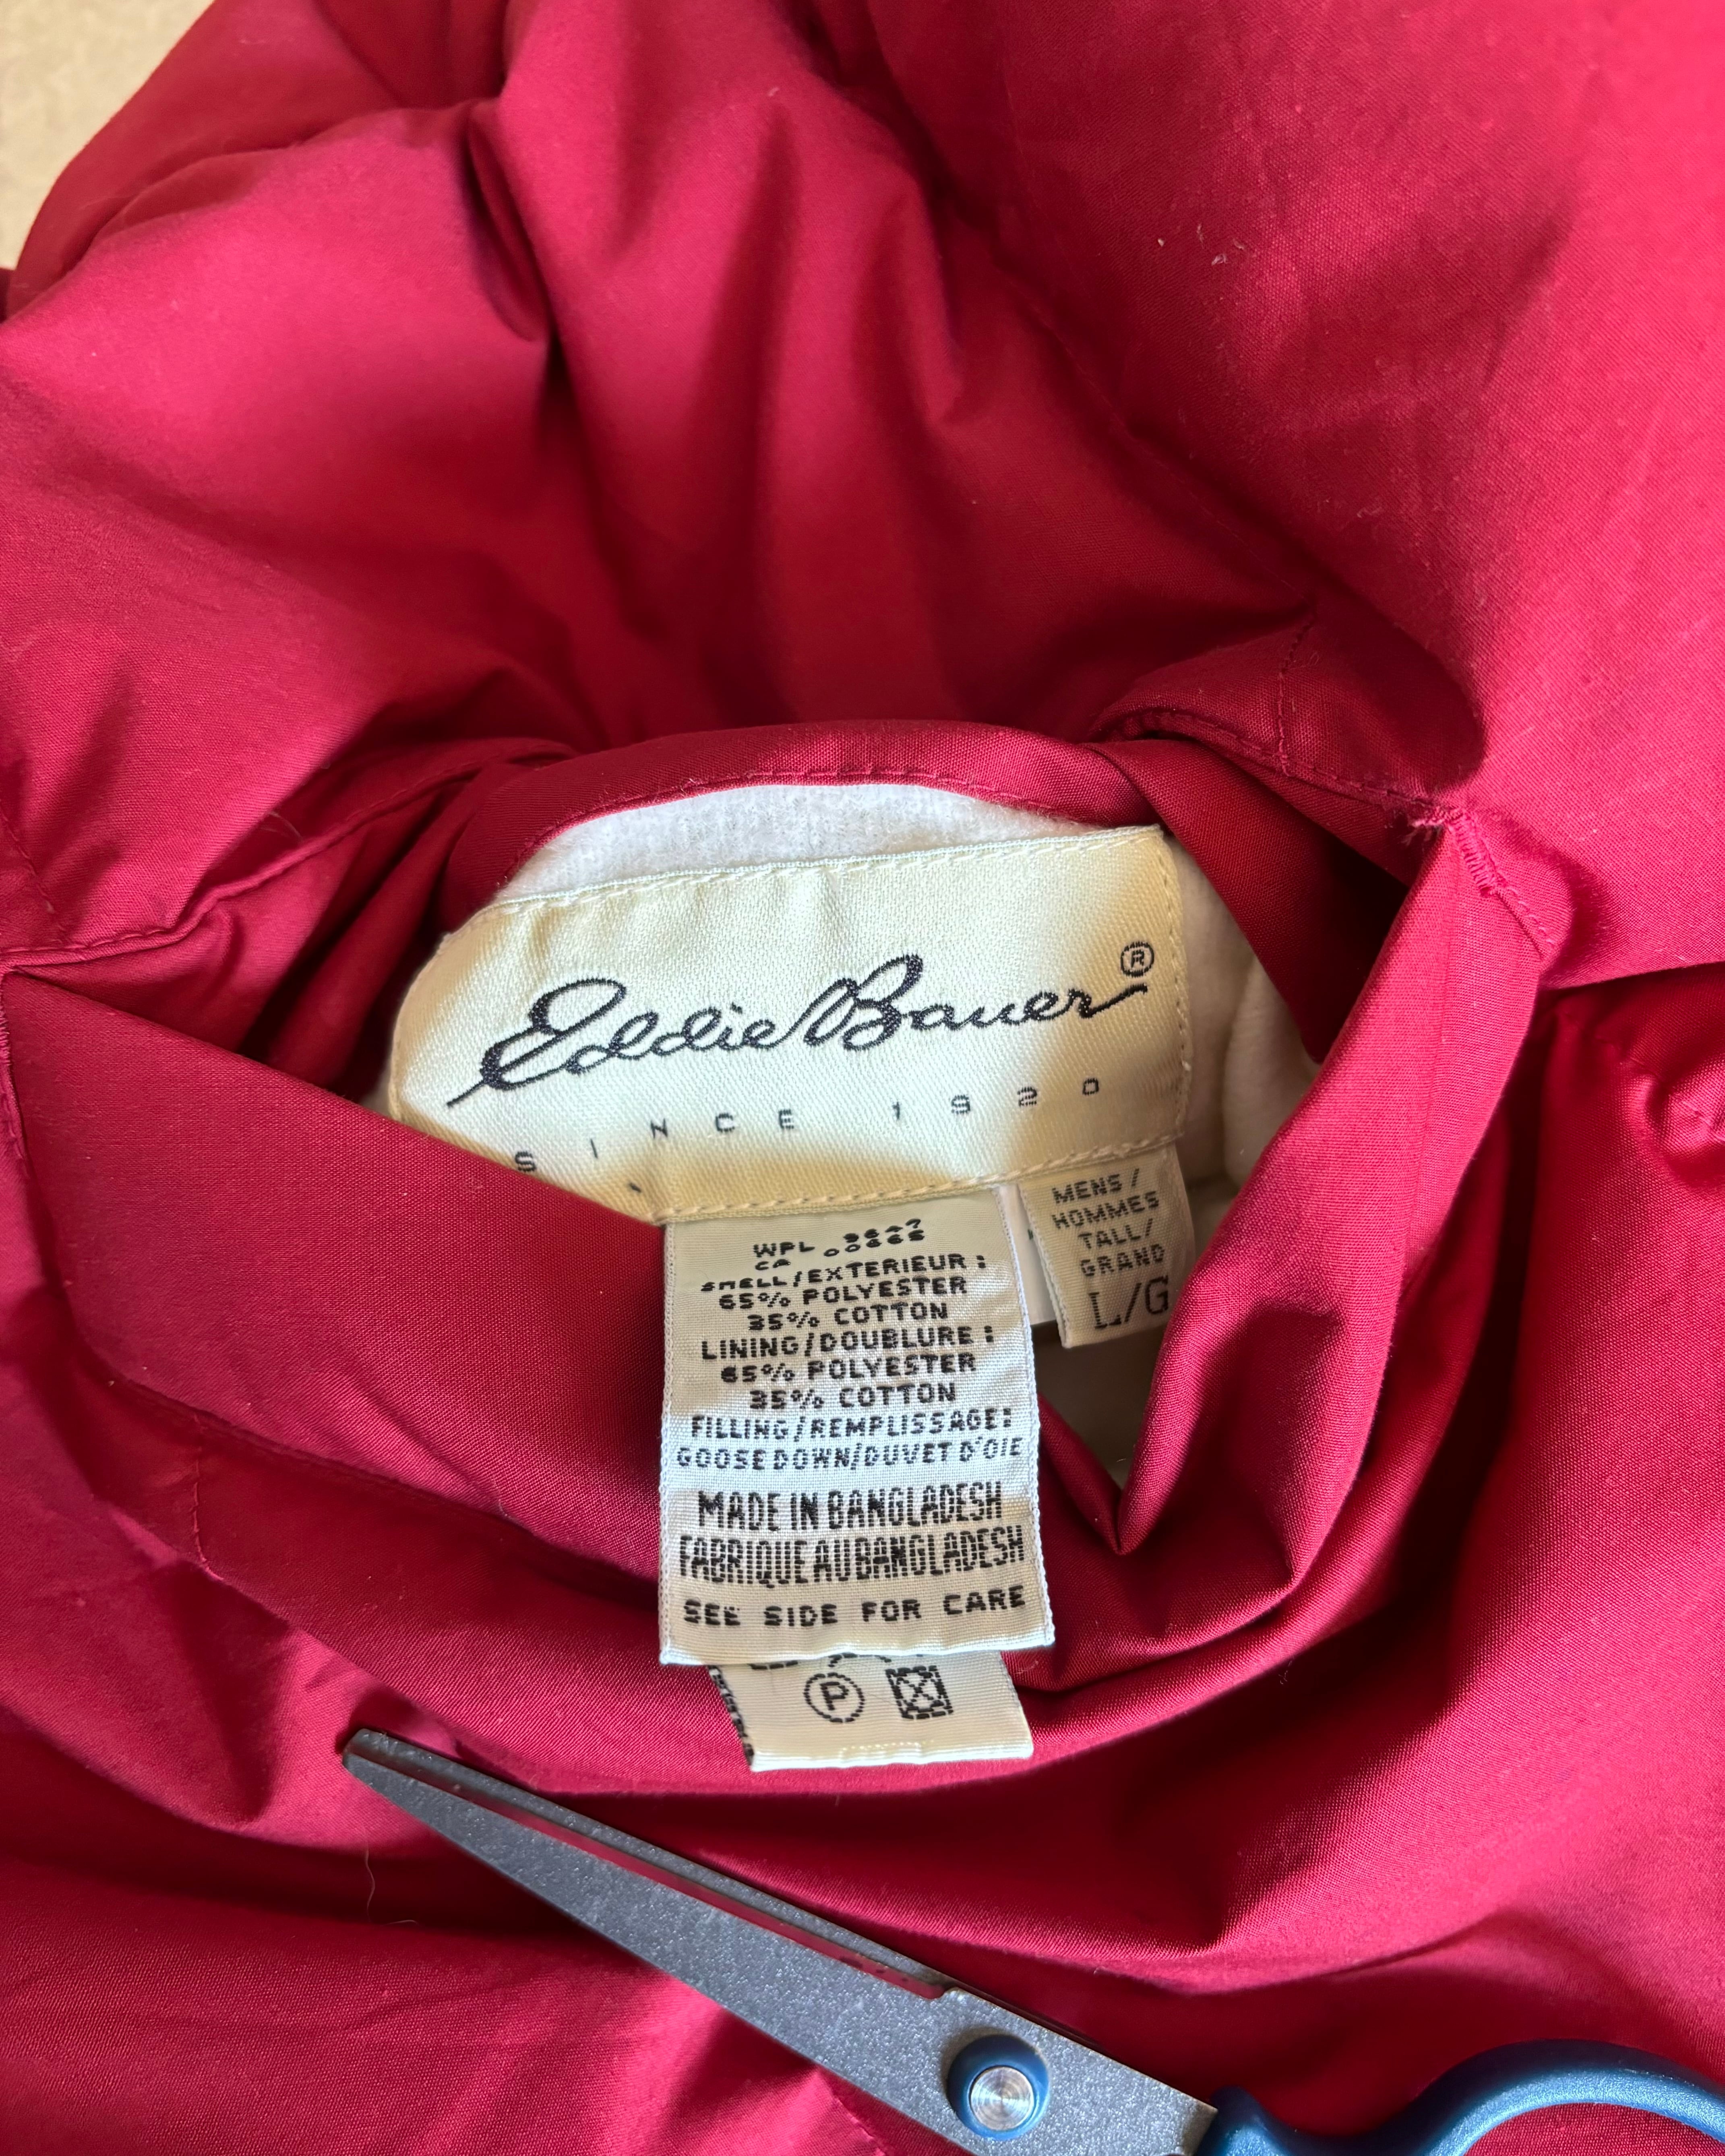 Eddie Bauer®
SINCE 1920
MENS/
HOMMES
TALL/
GRAND
L/G
WPL
CA
SHELL/EXTERIEUR:
65% POLYESTER
35% COTTON
LINING/DOUBLURE:
65% POLYESTER
35% COTTON
FILLING/REMPLISSAGE:
GOOSE DOWN/DUVET D'OIE
MADE IN BANGLADESH
FABRIQUE AU BANGLADESH
SEE SIDE FOR CARE
P